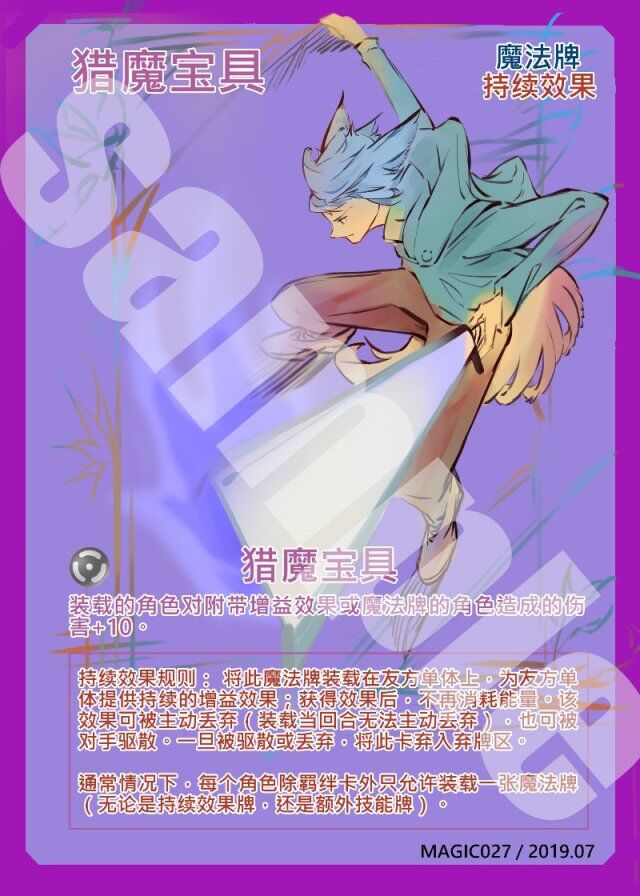 猎魔宝具
魔法牌
持续效果
sample
猎魔宝具
装载的角色对附带增益效果或魔法牌的角色造成的伤
害+10。
持续效果规则： 将此魔法牌装载在友方单体上，为友方单
体提供持续的增益效果；获得效果后，不再消耗能量。该
效果可被主动丢弃（装载当回合无法主动丢弃），也可被
对手驱散。一旦被驱散或丢弃，将此卡弃入弃牌区。
通常情况下，每个角色除羁绊卡外只允许装载一张魔法牌
（无论是持续效果牌，还是额外技能牌）。
MAGIC027 / 2019.07